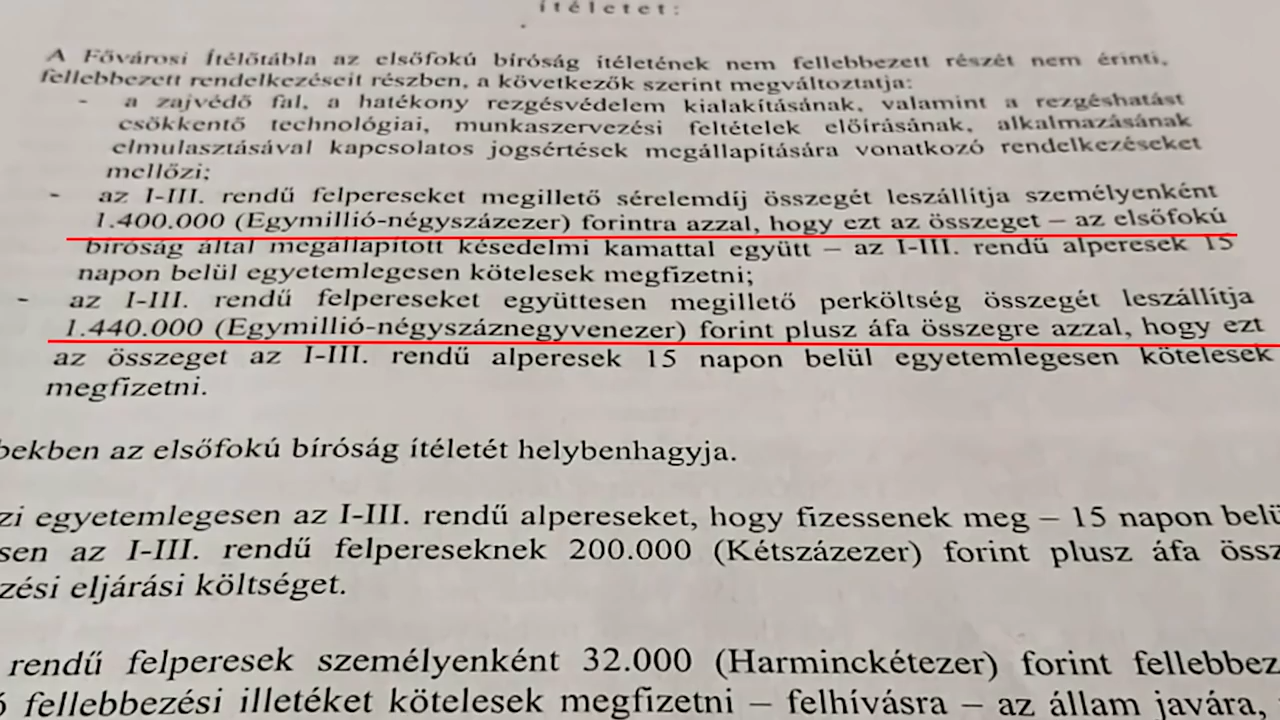 ítéletet:
A Fővárosi Ítélőtábla az elsőfokú bíróság ítéletének nem fellebbezett részét nem érinti,
fellebbezett rendelkezéseit részben, a következők szerint megváltoztatja:
- a zajvédő fal, a hatékony rezgésvédelem kialakításának, valamint a rezgéshatást
csökkentő technológiai, munkaszervezési feltételek előírásának, alkalmazásának
elmulasztásával kapcsolatos jogsértések megállapítására vonatkozó rendelkezéseket
mellőzi;
- az I-III. rendű felpereseket megillető sérelemdíj összegét leszállítja személyenként
1.400.000 (Egymillió-négyszázezer) forintra azzal, hogy ezt az összeget – az elsőfokú
bíróság által megállapított késedelmi kamattal együtt – az I-III. rendű alperesek 15
napon belül egyetemlegesen kötelesek megfizetni;
- az I-III. rendű felpereseket együttesen megillető perköltség összegét leszállítja
1.440.000 (Egymillió-négyszáznegyvenezer) forint plusz áfa összegre azzal, hogy ezt
az összeget az I-III. rendű alperesek 15 napon belül egyetemlegesen kötelesek
megfizetni.
bekben az elsőfokú bíróság ítéletét helybenhagyja.
zi egyetemlegesen az I-III. rendű alpereseket, hogy fizessenek meg – 15 napon belü
sen az I-III. rendű felpereseknek 200.000 (Kétszázezer) forint plusz áfa össz
zési eljárási költséget.
rendű felperesek személyenként 32.000 (Harminckétezer) forint fellebbez
ó fellebbezési illetéket kötelesek megfizetni – felhívásra – az állam javára,